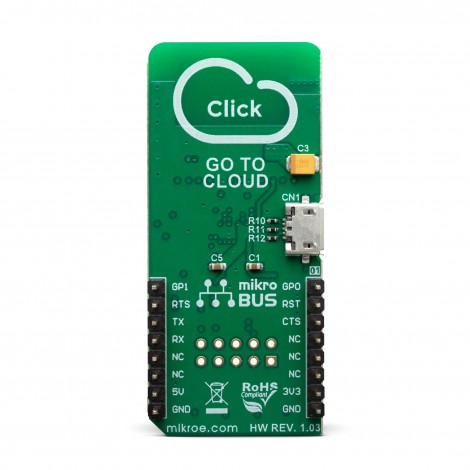 Click
GO TO
CLOUD
C3
CN1
R10
R11
R12
C5
C1
01
GP1
mikro
GP0
RTS
BUS
RST
TX
CTS
RX
NC
NC
NC
NC
NC
5V
3V3
GND
RoHS
Compliant
GND
mikroe.com
HW REV. 1.03